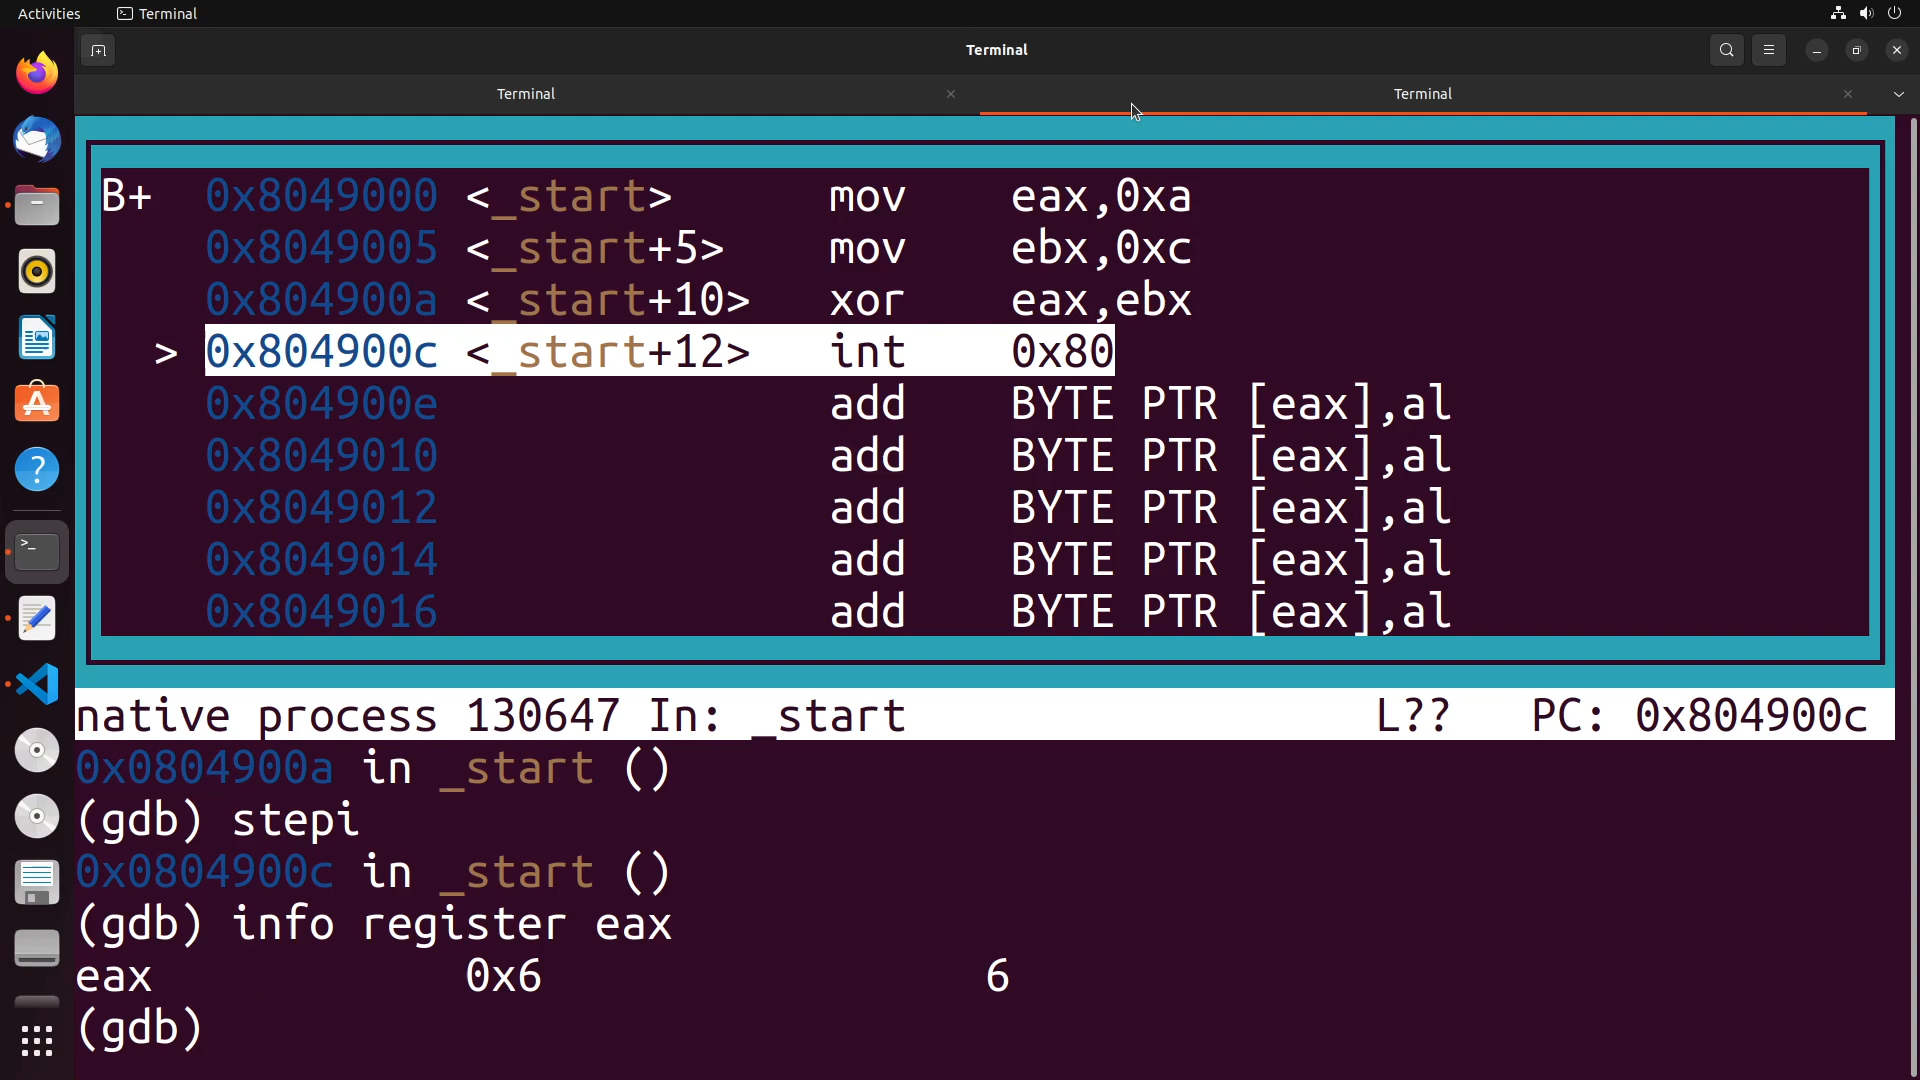 Activities Terminal
Terminal
Terminal Terminal
B+ 0x8049000 <_start> mov eax,0xa
0x8049005 <_start+5> mov ebx,0xc
0x804900a <_start+10> xor eax,ebx
> 0x804900c <_start+12> int 0x80
0x804900e add BYTE PTR [eax],al
0x8049010 add BYTE PTR [eax],al
0x8049012 add BYTE PTR [eax],al
0x8049014 add BYTE PTR [eax],al
0x8049016 add BYTE PTR [eax],al
native process 130647 In: _start L?? PC: 0x804900c
0x0804900a in _start ()
(gdb) stepi
0x0804900c in _start ()
(gdb) info register eax
eax 0x6 6
(gdb)